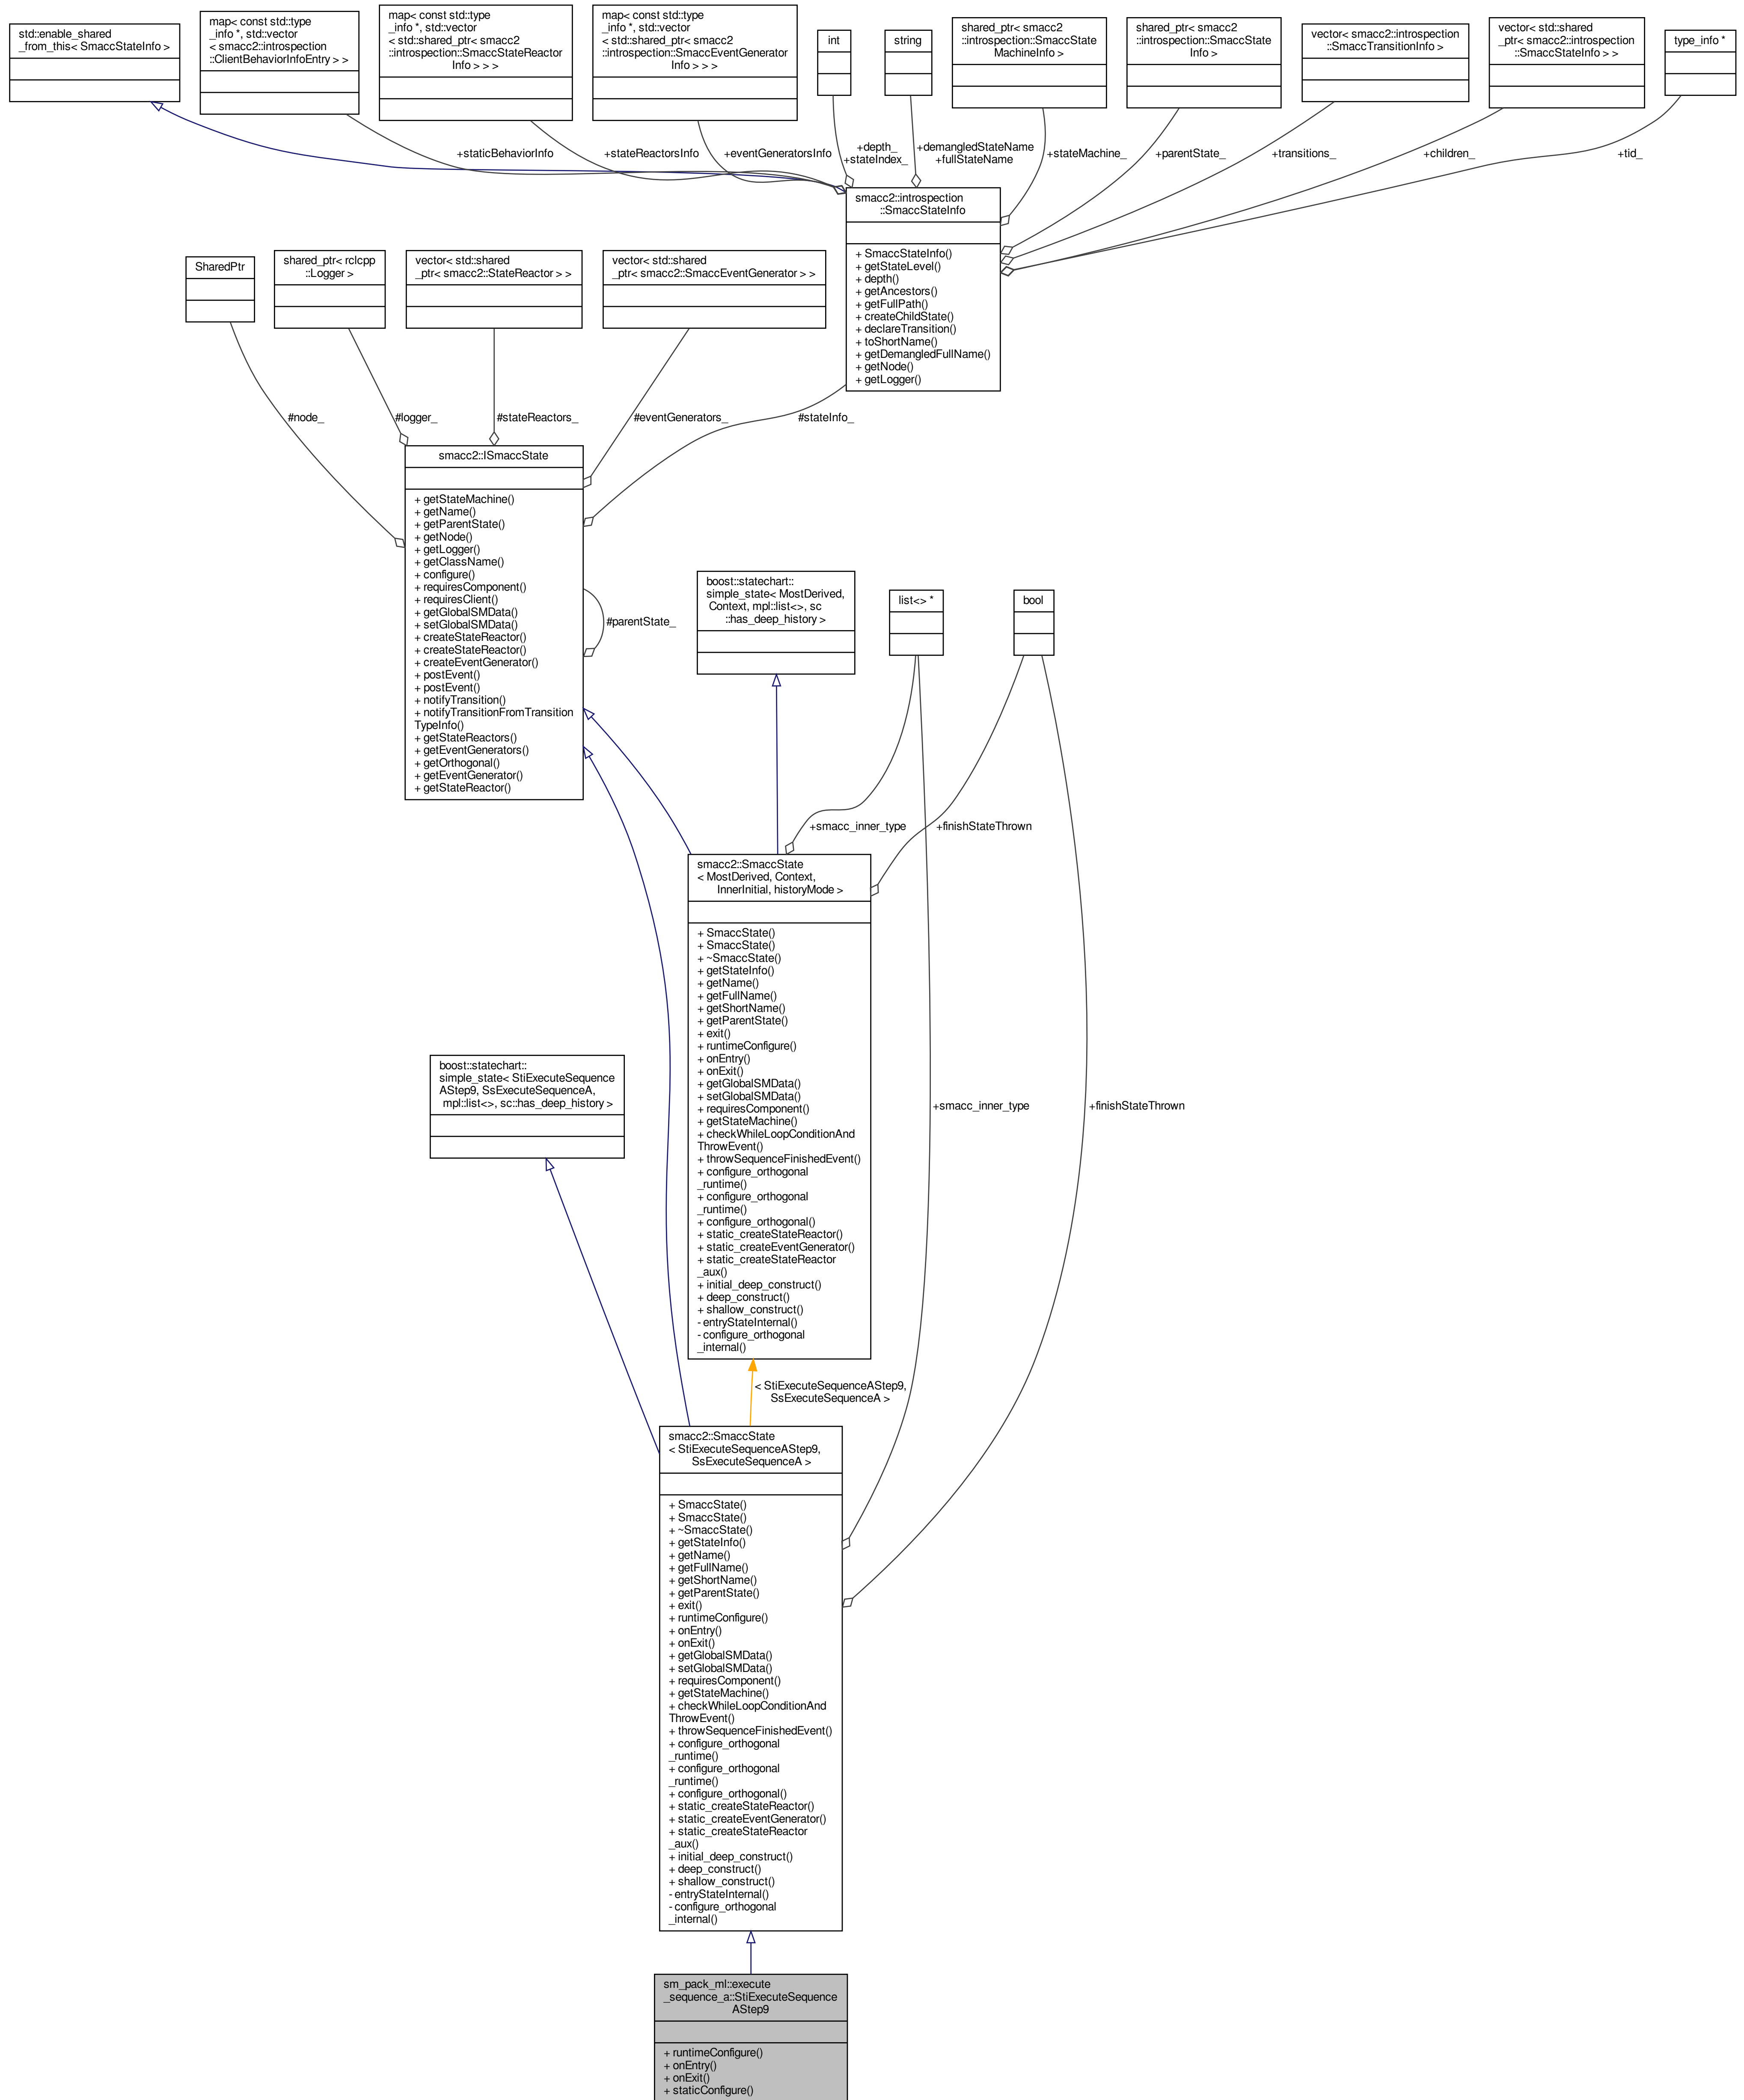 std::enable_shared
_from_this< SmaccStateInfo >
map< const std::type
_info *, std::vector
< smacc2::introspection
::ClientBehaviorInfoEntry > >
map< const std::type
_info *, std::vector
< std::shared_ptr< smacc2
::introspection::SmaccStateReactor
Info > > >
map< const std::type
_info *, std::vector
< std::shared_ptr< smacc2
::introspection::SmaccEventGenerator
Info > > >
int
string
shared_ptr< smacc2
::introspection::SmaccState
MachineInfo >
shared_ptr< smacc2
::introspection::SmaccState
Info >
vector< smacc2::introspection
::SmaccTransitionInfo >
vector< std::shared
_ptr< smacc2::introspection
::SmaccStateInfo > >
type_info *
+staticBehaviorInfo
+stateReactorsInfo
+eventGeneratorsInfo
+depth_
+stateIndex_
+demangledStateName
+fullStateName
+stateMachine_
+parentState_
+transitions_
+children_
+tid_
smacc2::introspection
::SmaccStateInfo
+ SmaccStateInfo()
+ getStateLevel()
+ depth()
+ getAncestors()
+ getFullPath()
+ createChildState()
+ declareTransition()
+ toShortName()
+ getDemangledFullName()
+ getNode()
+ getLogger()
SharedPtr
shared_ptr< rclcpp
::Logger >
vector< std::shared
_ptr< smacc2::StateReactor > >
vector< std::shared
_ptr< smacc2::SmaccEventGenerator > >
#node_
#logger_
#stateReactors_
#eventGenerators_
#stateInfo_
smacc2::ISmaccState
+ getStateMachine()
+ getName()
+ getParentState()
+ getNode()
+ getLogger()
+ getClassName()
+ configure()
+ requiresComponent()
+ requiresClient()
+ getGlobalSMData()
+ setGlobalSMData()
+ createStateReactor()
+ createStateReactor()
+ createEventGenerator()
+ postEvent()
+ postEvent()
+ notifyTransition()
+ notifyTransitionFromTransition
TypeInfo()
+ getStateReactors()
+ getEventGenerators()
+ getOrthogonal()
+ getEventGenerator()
+ getStateReactor()
#parentState_
boost::statechart::
simple_state< MostDerived,
Context, mpl::list<>, sc
::has_deep_history >
list<> *
bool
+smacc_inner_type
+finishStateThrown
smacc2::SmaccState
< MostDerived, Context,
InnerInitial, historyMode >
+ SmaccState()
+ SmaccState()
+ ~SmaccState()
+ getStateInfo()
+ getName()
+ getFullName()
+ getShortName()
+ getParentState()
+ exit()
+ runtimeConfigure()
+ onEntry()
+ onExit()
+ getGlobalSMData()
+ setGlobalSMData()
+ requiresComponent()
+ getStateMachine()
+ checkWhileLoopConditionAnd
ThrowEvent()
+ throwSequenceFinishedEvent()
+ configure_orthogonal
_runtime()
+ configure_orthogonal
_runtime()
+ configure_orthogonal()
+ static_createStateReactor()
+ static_createEventGenerator()
+ static_createStateReactor
_aux()
+ initial_deep_construct()
+ deep_construct()
+ shallow_construct()
- entryStateInternal()
- configure_orthogonal
_internal()
boost::statechart::
simple_state< StiExecuteSequence
AStep9, SsExecuteSequenceA,
mpl::list<>, sc::has_deep_history >
+smacc_inner_type
+finishStateThrown
< StiExecuteSequenceAStep9,
SsExecuteSequenceA >
smacc2::SmaccState
< StiExecuteSequenceAStep9,
SsExecuteSequenceA >
+ SmaccState()
+ SmaccState()
+ ~SmaccState()
+ getStateInfo()
+ getName()
+ getFullName()
+ getShortName()
+ getParentState()
+ exit()
+ runtimeConfigure()
+ onEntry()
+ onExit()
+ getGlobalSMData()
+ setGlobalSMData()
+ requiresComponent()
+ getStateMachine()
+ checkWhileLoopConditionAnd
ThrowEvent()
+ throwSequenceFinishedEvent()
+ configure_orthogonal
_runtime()
+ configure_orthogonal
_runtime()
+ configure_orthogonal()
+ static_createStateReactor()
+ static_createEventGenerator()
+ static_createStateReactor
_aux()
+ initial_deep_construct()
+ deep_construct()
+ shallow_construct()
- entryStateInternal()
- configure_orthogonal
_internal()
sm_pack_ml::execute
_sequence_a::StiExecuteSequence
AStep9
+ runtimeConfigure()
+ onEntry()
+ onExit()
+ staticConfigure()